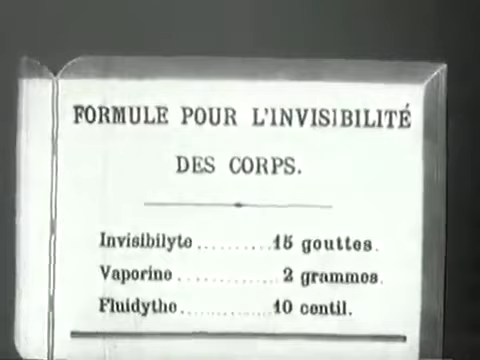 FORMULE POUR L'INVISIBILITÉ
DES CORPS.
Invisibilyte..........15 gouttes.
Vaporine.............2 grammes.
Fluidythe............10 centil.